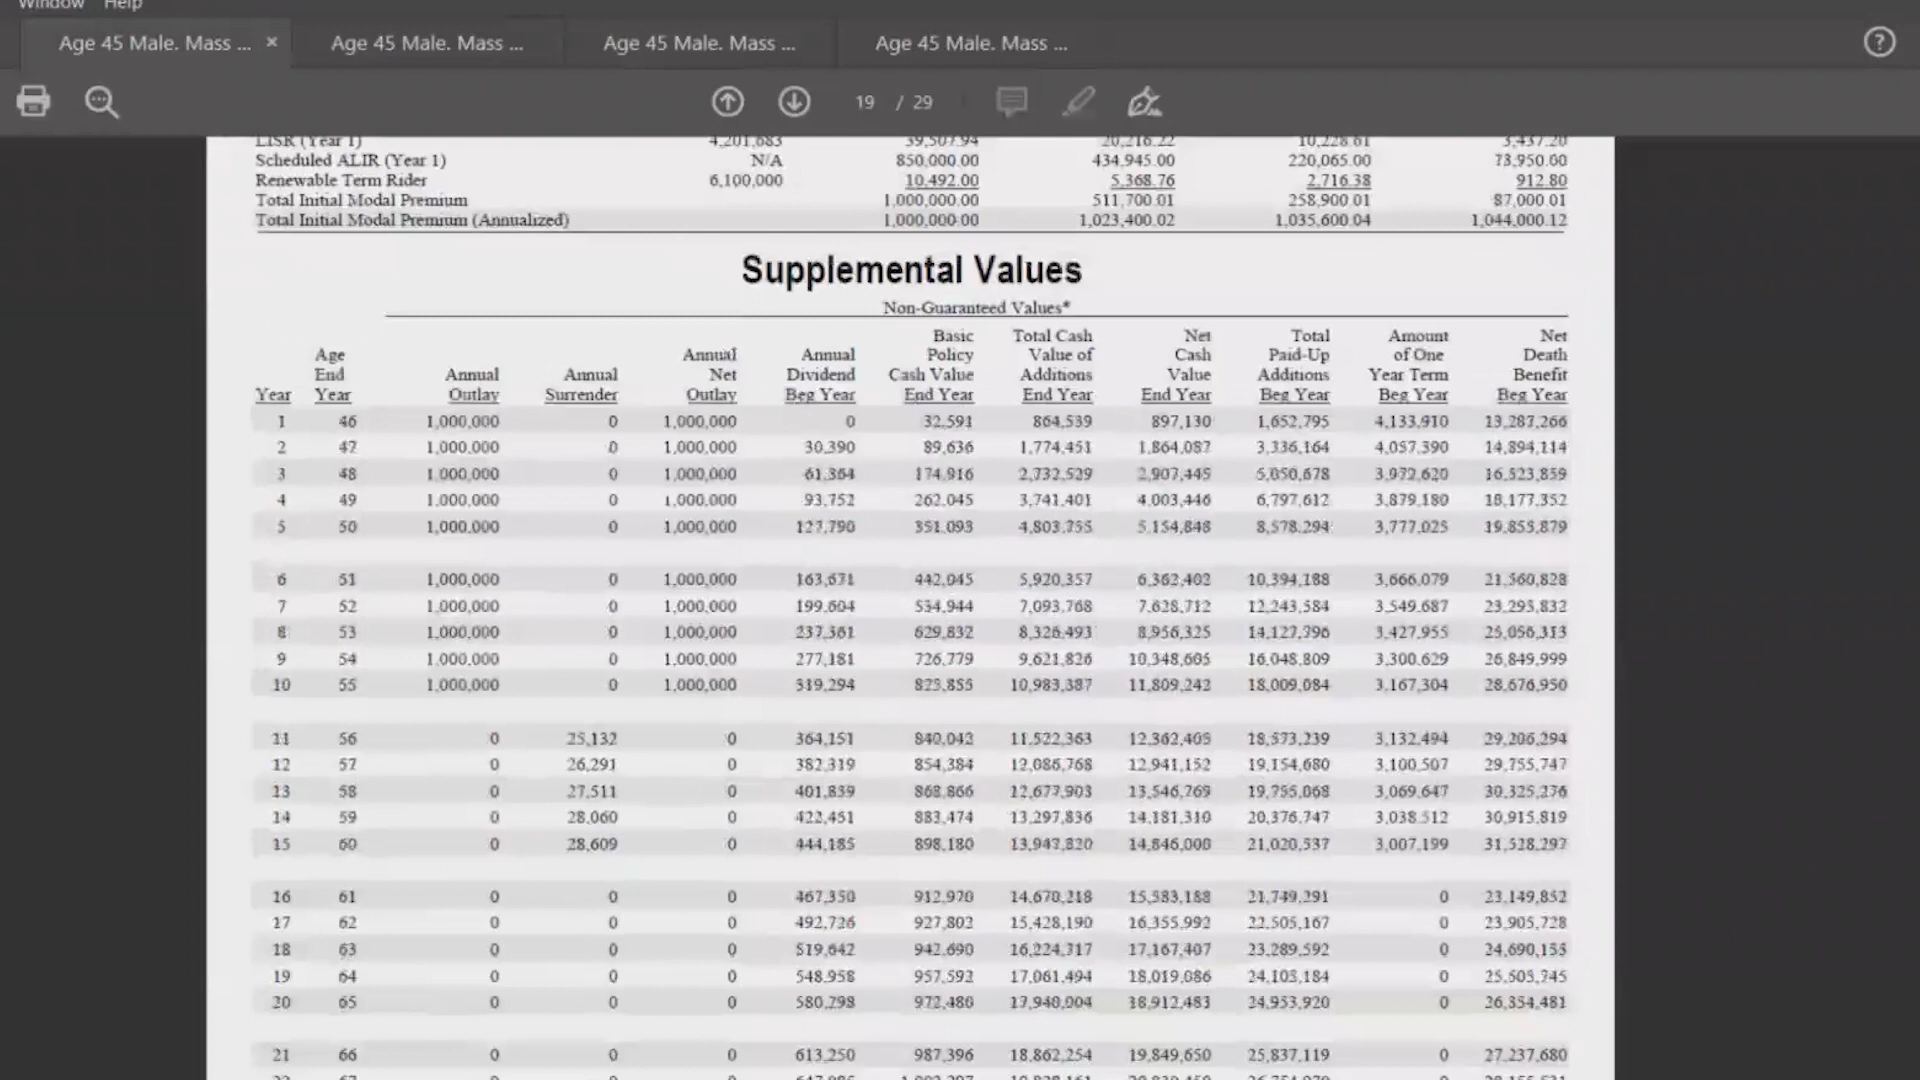 Window Help
Age 45 Male. Mass ... × Age 45 Male. Mass ... Age 45 Male. Mass ... Age 45 Male. Mass ... ?
19 / 29
LISR (Year 1) 4,201,683 39,507.94 20,216.22 10,228.61 3,437.20
Scheduled ALIR (Year 1) N/A 850,000.00 434,945.00 220,065.00 73,950.00
Renewable Term Rider 6,100,000 10,492.00 5,368.76 2,716.38 912.80
Total Initial Modal Premium 1,000,000.00 511,700.01 258,900.01 87,000.01
Total Initial Modal Premium (Annualized) 1,000,000.00 1,023,400.02 1,035,600.04 1,044,000.12
Supplemental Values
Non-Guaranteed Values*
Basic Total Cash Net Total Amount Net
Age Annual Annual Policy Value of Cash Paid-Up of One Death
End Annual Annual Net Dividend Cash Value Additions Value Additions Year Term Benefit
Year Year Outlay Surrender Outlay Beg Year End Year End Year End Year Beg Year Beg Year Beg Year
1 46 1,000,000 0 1,000,000 0 32,591 864,539 897,130 1,652,795 4,133,910 13,287,266
2 47 1,000,000 0 1,000,000 30,390 89,636 1,774,451 1,864,087 3,336,164 4,057,390 14,894,114
3 48 1,000,000 0 1,000,000 61,364 174,916 2,732,529 2,907,445 5,050,678 3,972,620 16,523,859
4 49 1,000,000 0 1,000,000 93,752 262,045 3,741,401 4,003,446 6,797,612 3,879,180 18,177,352
5 50 1,000,000 0 1,000,000 127,790 351,093 4,803,755 5,154,848 8,578,294 3,777,025 19,855,879
6 51 1,000,000 0 1,000,000 163,671 442,045 5,920,357 6,362,402 10,394,188 3,666,079 21,560,828
7 52 1,000,000 0 1,000,000 199,604 534,944 7,093,768 7,628,712 12,243,584 3,549,687 23,293,832
8 53 1,000,000 0 1,000,000 237,361 629,832 8,326,493 8,956,325 14,127,796 3,427,955 25,056,313
9 54 1,000,000 0 1,000,000 277,181 726,779 9,621,826 10,348,605 16,048,809 3,300,629 26,849,999
10 55 1,000,000 0 1,000,000 319,294 825,855 10,983,387 11,809,242 18,009,084 3,167,304 28,676,950
11 56 0 25,132 0 364,151 840,042 11,522,363 12,362,405 18,573,239 3,132,494 29,206,294
12 57 0 26,291 0 382,319 854,384 12,086,768 12,941,152 19,154,680 3,100,507 29,755,747
13 58 0 27,511 0 401,839 868,866 12,677,903 13,546,769 19,755,068 3,069,647 30,325,276
14 59 0 28,060 0 422,451 883,474 13,297,836 14,181,310 20,376,747 3,038,512 30,915,819
15 60 0 28,609 0 444,185 898,180 13,947,820 14,846,000 21,020,537 3,007,199 31,528,297
16 61 0 0 0 467,350 912,970 14,670,218 15,583,188 21,749,291 0 23,149,852
17 62 0 0 0 492,726 927,802 15,428,190 16,355,992 22,505,167 0 23,905,728
18 63 0 0 0 519,642 942,690 16,224,717 17,167,407 23,289,592 0 24,690,153
19 64 0 0 0 548,958 957,592 17,061,494 18,019,086 24,105,184 0 25,505,745
20 65 0 0 0 580,298 972,480 17,940,004 18,912,483 24,953,920 0 26,354,481
21 66 0 0 0 613,250 987,396 18,862,254 19,849,650 25,837,119 0 27,237,680